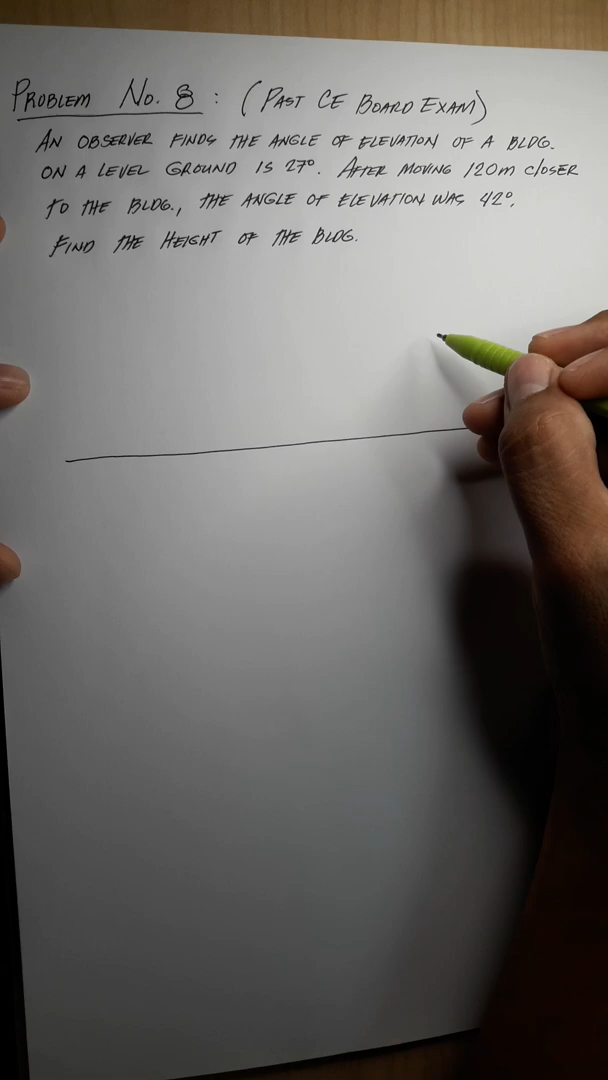 PROBLEM NO. 8 : (PAST CE BOARD EXAM)
AN OBSERVER FINDS THE ANGLE OF ELEVATION OF A BLDG.
ON A LEVEL GROUND IS 27°. AFTER MOVING 120m closer
TO THE BLDG., THE ANGLE OF ELEVATION WAS 42°.
FIND THE HEIGHT OF THE BLDG.